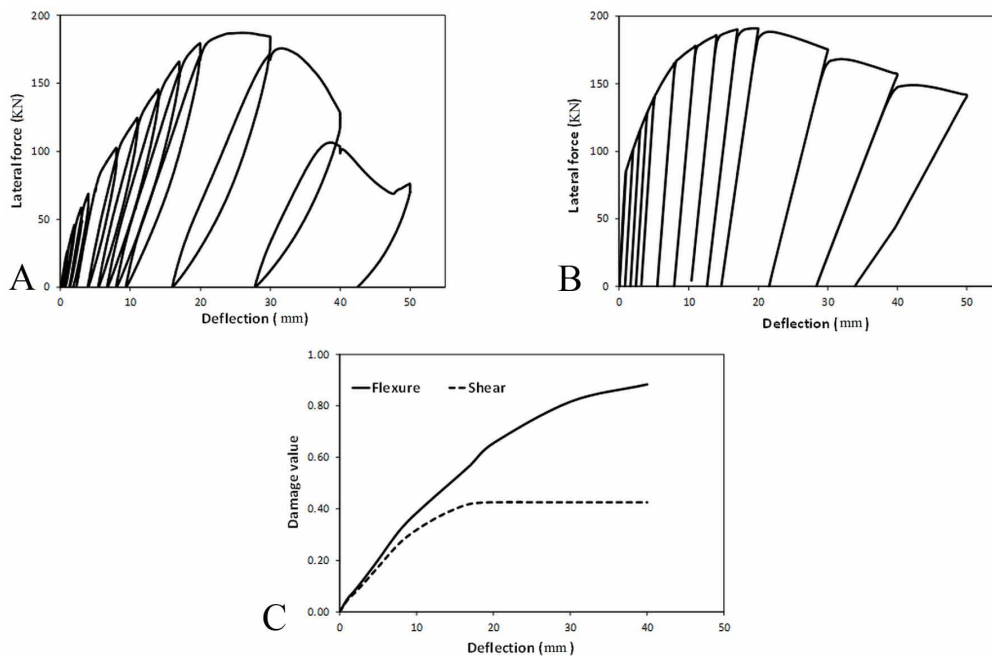 200
150
100
50
0
Lateral force (KN)
0 10 20 30 40 50
Deflection ( mm)
A
200
150
100
50
0
Lateral force (KN)
0 10 20 30 40 50
Deflection (mm)
B
1.00
0.80
0.60
0.40
0.20
0.00
Damage value
Flexure Shear
0 10 20 30 40 50
Deflection (mm)
C